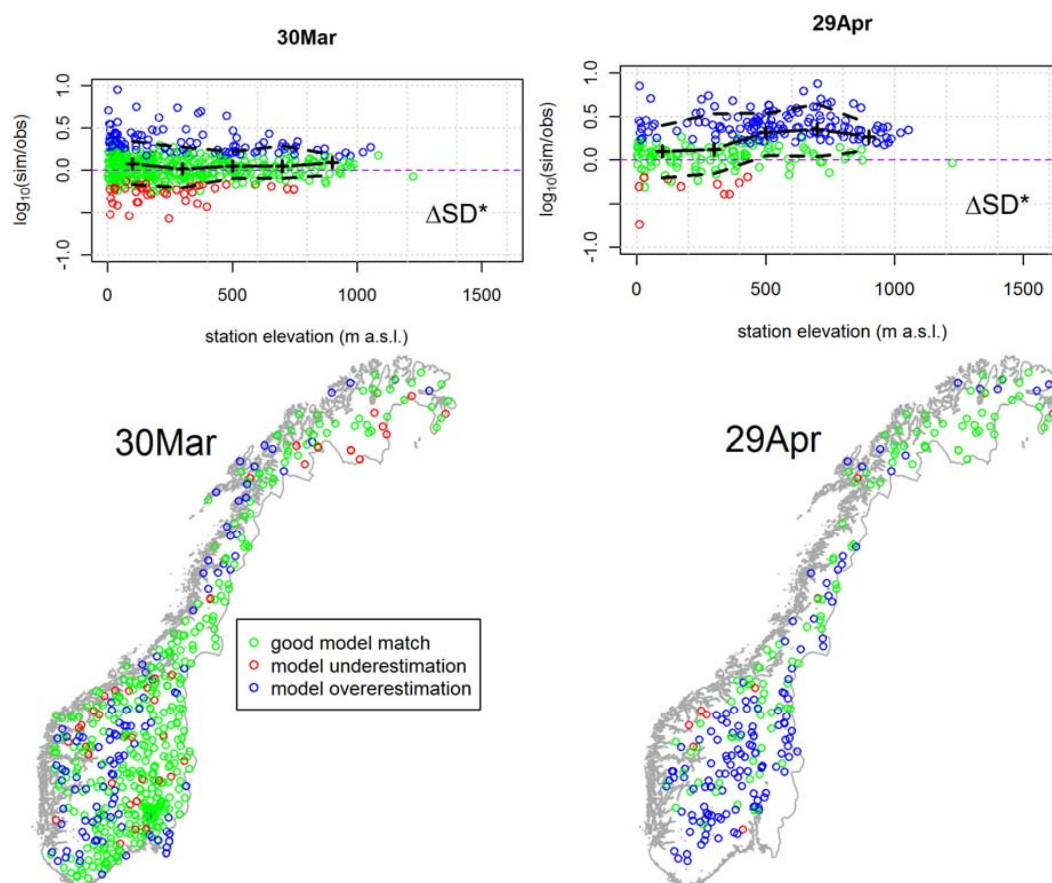 30Mar
1.0
0.5
0.0
-1.0
log10(sim/obs)
ΔSD*
0
500
1000
1500
station elevation (m a.s.l.)
29Apr
1.0
0.5
0.0
-1.0
log10(sim/obs)
ΔSD*
0
500
1000
1500
station elevation (m a.s.l.)
30Mar
29Apr
good model match
model underestimation
model overerestimation